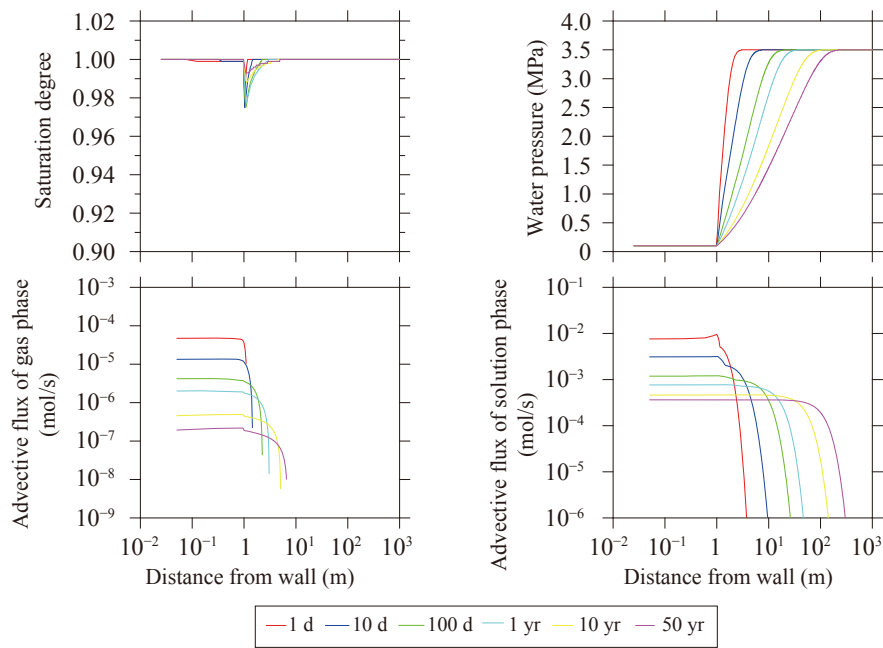 1.02
1.00
0.98
0.96
0.94
0.92
0.90
Saturation degree
4.0
3.5
3.0
2.5
2.0
1.5
1.0
0.5
0
Water pressure (MPa)
10⁻³
10⁻⁴
10⁻⁵
10⁻⁶
10⁻⁷
10⁻⁸
10⁻⁹
Advective flux of gas phase
(mol/s)
10⁻² 10⁻¹ 1 10¹ 10² 10³
Distance from wall (m)
10⁻¹
10⁻²
10⁻³
10⁻⁴
10⁻⁵
10⁻⁶
Advective flux of solution phase
(mol/s)
10⁻² 10⁻¹ 1 10¹ 10² 10³
Distance from wall (m)
1 d 10 d 100 d 1 yr 10 yr 50 yr